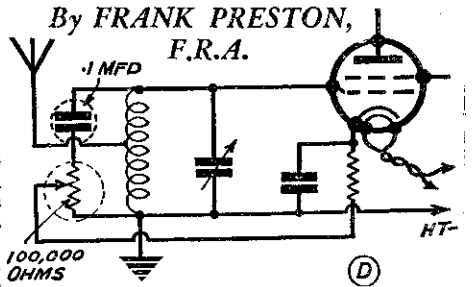 By FRANK PRESTON,
F.R.A.
.1 MFD
100,000
OHMS
HT-
D